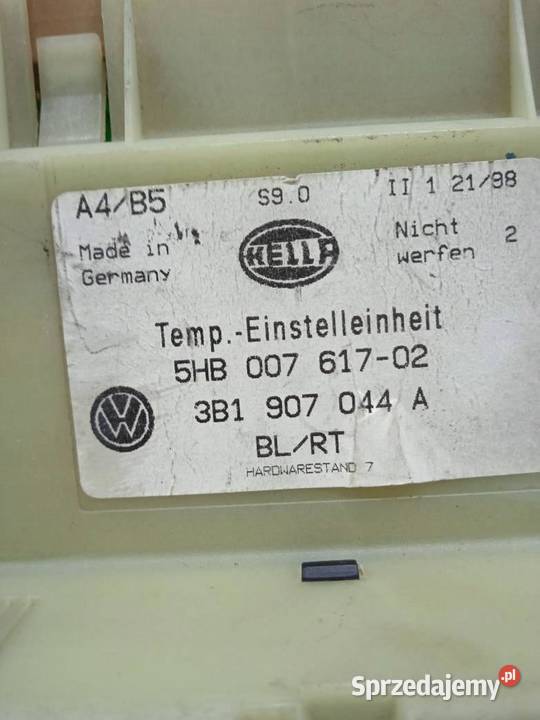 A4/B5 S9.0 II 1 21/98
Made in Germany
HELLA
Nicht werfen 2
Temp.-Einstelleinheit
5HB 007 617-02
VW
3B1 907 044 A
BL/RT
HARDWARESTAND 7
Sprzedajemy.pl